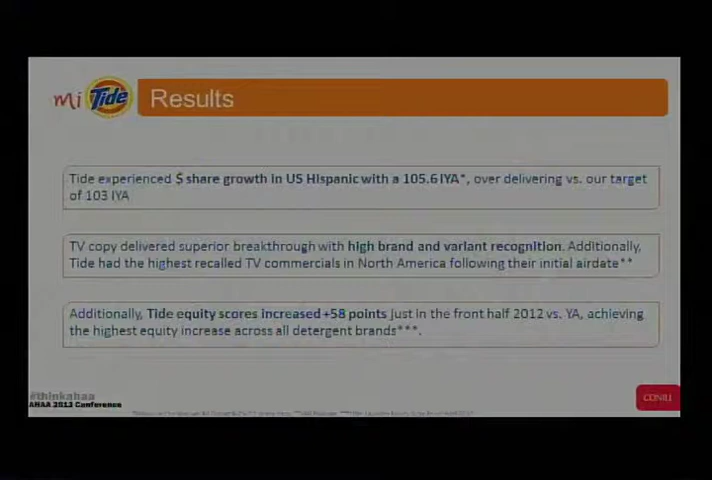 mi Tide Results
Tide experienced $ share growth in US Hispanic with a 105.6 IYA*, over delivering vs. our target
of 103 IYA
TV copy delivered superior breakthrough with high brand and variant recognition. Additionally,
Tide had the highest recalled TV commercials in North America following their initial airdate**
Additionally, Tide equity scores increased +58 points just in the front half 2012 vs. YA, achieving
the highest equity increase across all detergent brands***.
#thinkahaa
AHAA 2013 Conference
CONILL